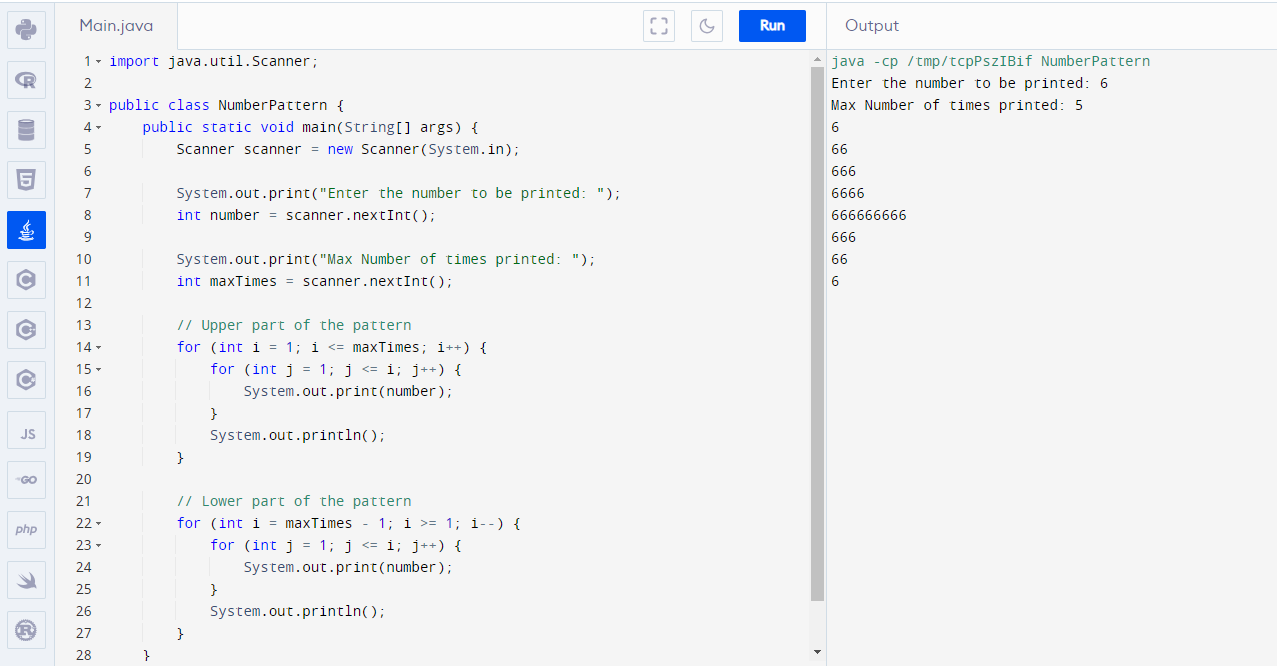 Main.java
Run
Output
1 import java.util.Scanner;
2
3 public class NumberPattern {
4     public static void main(String[] args) {
5         Scanner scanner = new Scanner(System.in);
6
7         System.out.print("Enter the number to be printed: ");
8         int number = scanner.nextInt();
9
10         System.out.print("Max Number of times printed: ");
11         int maxTimes = scanner.nextInt();
12
13         // Upper part of the pattern
14         for (int i = 1; i <= maxTimes; i++) {
15             for (int j = 1; j <= i; j++) {
16                 System.out.print(number);
17             }
18             System.out.println();
19         }
20
21         // Lower part of the pattern
22         for (int i = maxTimes - 1; i >= 1; i--) {
23             for (int j = 1; j <= i; j++) {
24                 System.out.print(number);
25             }
26             System.out.println();
27         }
28     }
java -cp /tmp/tcpPszIBif NumberPattern
Enter the number to be printed: 6
Max Number of times printed: 5
6
66
666
6666
666666666
666
66
6
R
5
C
C
C
JS
GO
php
R